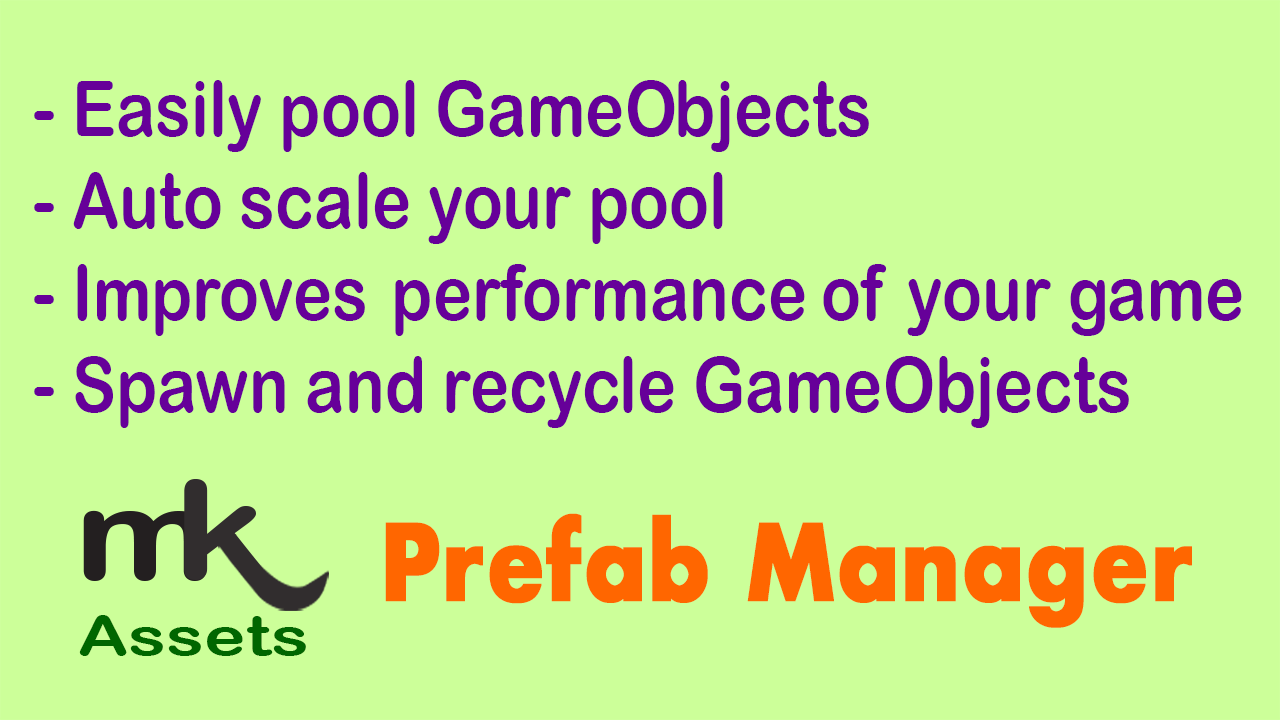 - Easily pool GameObjects
- Auto scale your pool
- Improves performance of your game
- Spawn and recycle GameObjects
mk
Assets
Prefab Manager